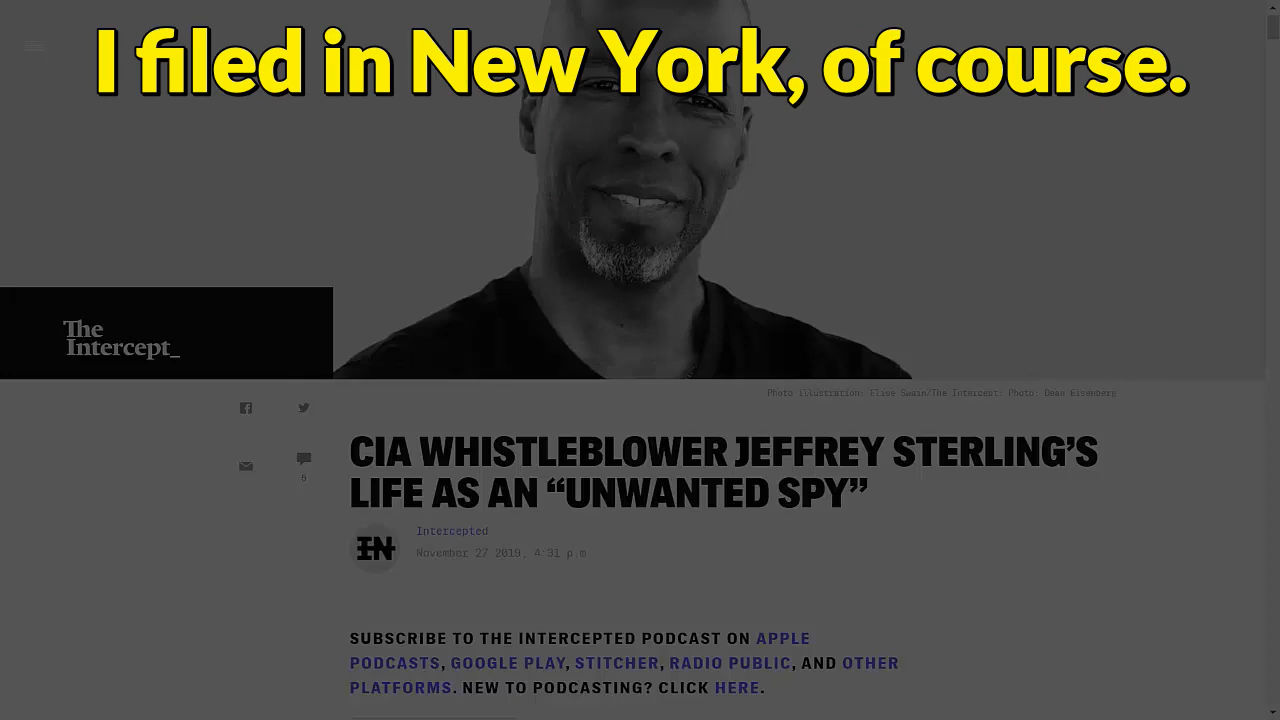 I filed in New York, of course.
The
Intercept_
Photo illustration: Elise Swain/The Intercept: Photo: Dean Eisenberg
6
CIA WHISTLEBLOWER JEFFREY STERLING’S
LIFE AS AN “UNWANTED SPY”
IN
Intercepted
November 27 2019, 4:31 p.m
SUBSCRIBE TO THE INTERCEPTED PODCAST ON APPLE
PODCASTS, GOOGLE PLAY, STITCHER, RADIO PUBLIC, AND OTHER
PLATFORMS. NEW TO PODCASTING? CLICK HERE.